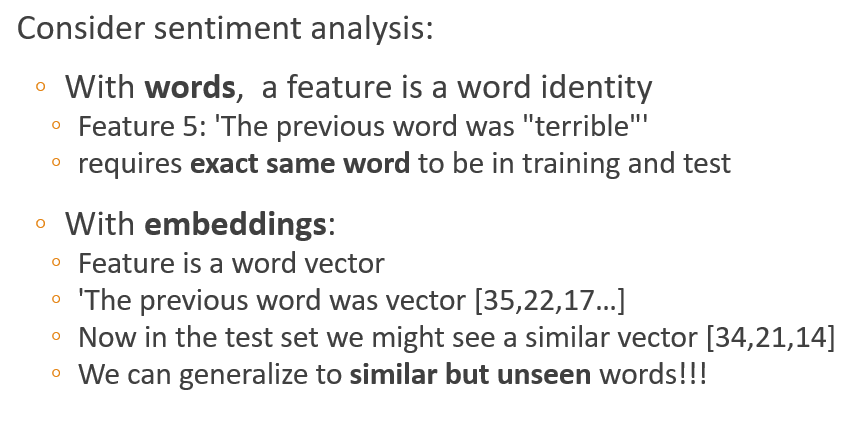 Consider sentiment analysis:
◦ With words,  a feature is a word identity
◦ Feature 5: 'The previous word was "terrible"'
◦ requires exact same word to be in training and test
◦ With embeddings:
◦ Feature is a word vector
◦ 'The previous word was vector [35,22,17…]
◦ Now in the test set we might see a similar vector [34,21,14]
◦ We can generalize to similar but unseen words!!!